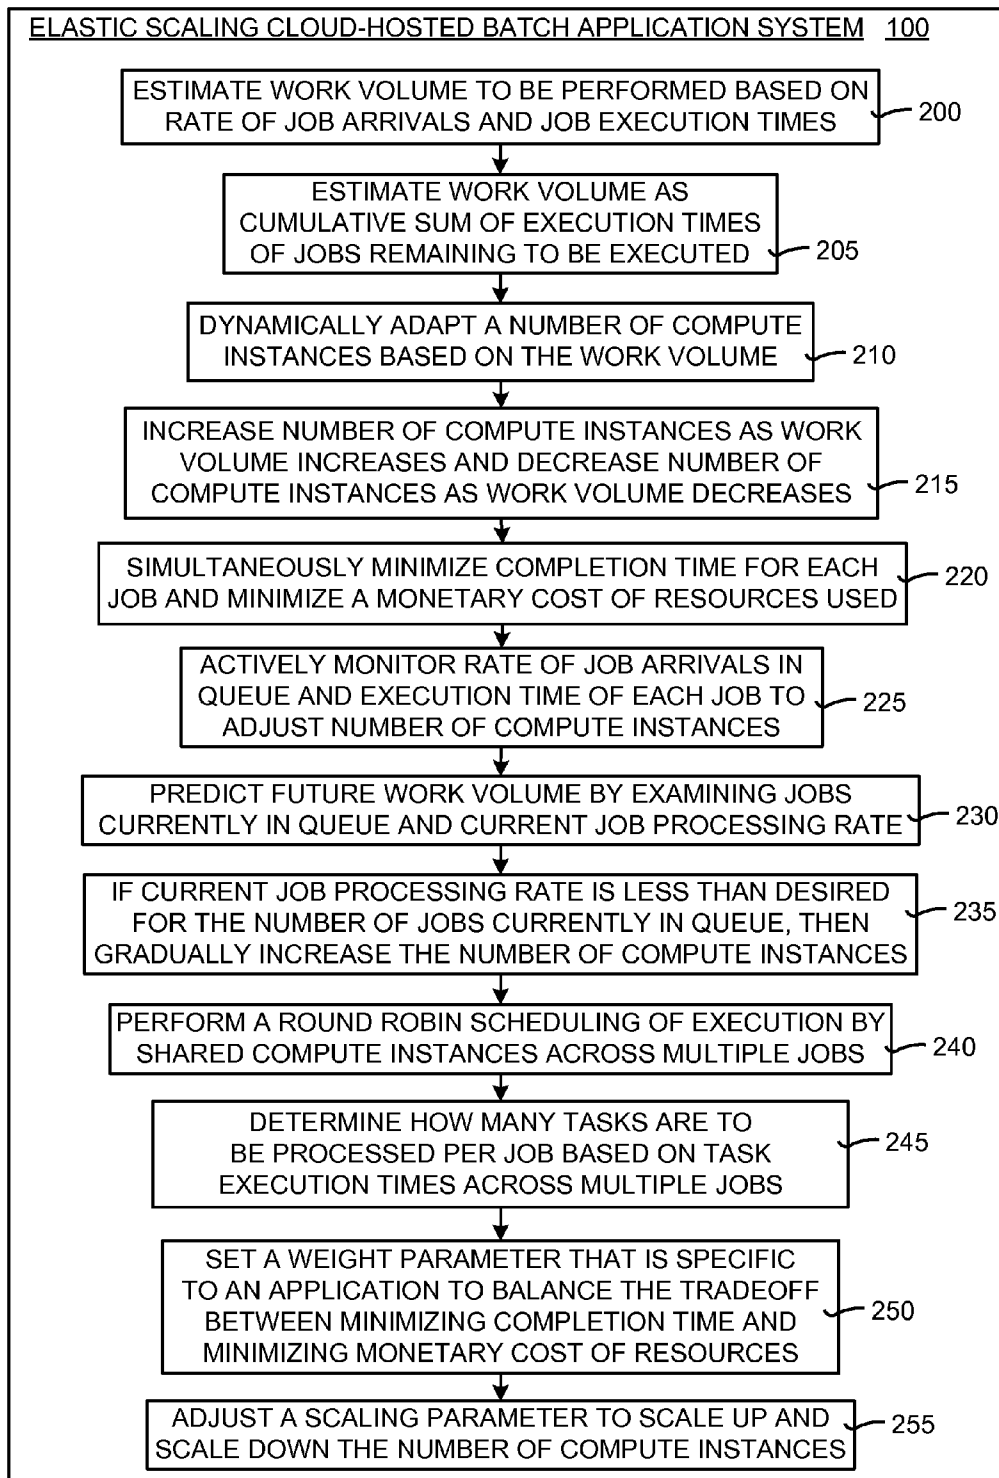 ELASTIC SCALING CLOUD-HOSTED BATCH APPLICATION SYSTEM 100
ESTIMATE WORK VOLUME TO BE PERFORMED BASED ON
RATE OF JOB ARRIVALS AND JOB EXECUTION TIMES
200
ESTIMATE WORK VOLUME AS
CUMULATIVE SUM OF EXECUTION TIMES
OF JOBS REMAINING TO BE EXECUTED
205
DYNAMICALLY ADAPT A NUMBER OF COMPUTE
INSTANCES BASED ON THE WORK VOLUME
210
INCREASE NUMBER OF COMPUTE INSTANCES AS WORK
VOLUME INCREASES AND DECREASE NUMBER OF
COMPUTE INSTANCES AS WORK VOLUME DECREASES
215
SIMULTANEOUSLY MINIMIZE COMPLETION TIME FOR EACH
JOB AND MINIMIZE A MONETARY COST OF RESOURCES USED
220
ACTIVELY MONITOR RATE OF JOB ARRIVALS IN
QUEUE AND EXECUTION TIME OF EACH JOB TO
ADJUST NUMBER OF COMPUTE INSTANCES
225
PREDICT FUTURE WORK VOLUME BY EXAMINING JOBS
CURRENTLY IN QUEUE AND CURRENT JOB PROCESSING RATE
230
IF CURRENT JOB PROCESSING RATE IS LESS THAN DESIRED
FOR THE NUMBER OF JOBS CURRENTLY IN QUEUE, THEN
GRADUALLY INCREASE THE NUMBER OF COMPUTE INSTANCES
235
PERFORM A ROUND ROBIN SCHEDULING OF EXECUTION BY
SHARED COMPUTE INSTANCES ACROSS MULTIPLE JOBS
240
DETERMINE HOW MANY TASKS ARE TO
BE PROCESSED PER JOB BASED ON TASK
EXECUTION TIMES ACROSS MULTIPLE JOBS
245
SET A WEIGHT PARAMETER THAT IS SPECIFIC
TO AN APPLICATION TO BALANCE THE TRADEOFF
BETWEEN MINIMIZING COMPLETION TIME AND
MINIMIZING MONETARY COST OF RESOURCES
250
ADJUST A SCALING PARAMETER TO SCALE UP AND
SCALE DOWN THE NUMBER OF COMPUTE INSTANCES
255